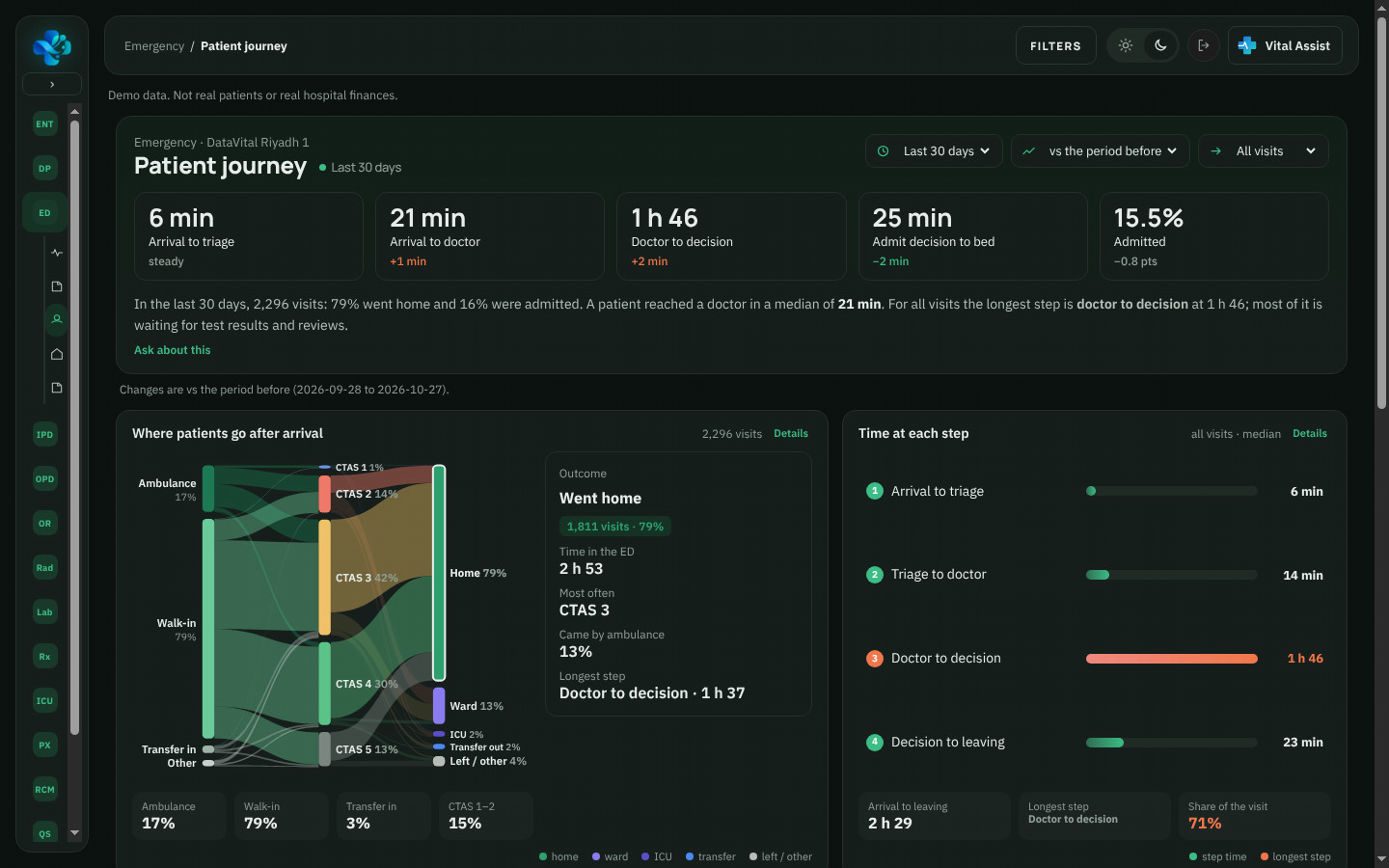 Emergency / Patient journey
FILTERS
Vital Assist
›
Demo data. Not real patients or real hospital finances.
ENT
DP
ED
IPD
OPD
OR
Rad
Lab
Rx
ICU
PX
RCM
QS
Emergency · DataVital Riyadh 1
Patient journey
Last 30 days
Last 30 days
vs the period before
All visits
6 min
Arrival to triage
steady
21 min
Arrival to doctor
+1 min
1 h 46
Doctor to decision
+2 min
25 min
Admit decision to bed
−2 min
15.5%
Admitted
−0.8 pts
In the last 30 days, 2,296 visits: 79% went home and 16% were admitted. A patient reached a doctor in a median of 21 min. For all visits the longest step is doctor to decision at 1 h 46; most of it is
waiting for test results and reviews.
Ask about this
Changes are vs the period before (2026-09-28 to 2026-10-27).
Where patients go after arrival
2,296 visits
Details
Ambulance
17%
Walk-in
79%
Transfer in
Other
CTAS 1 1%
CTAS 2 14%
CTAS 3 42%
CTAS 4 30%
CTAS 5 13%
Home 79%
Ward 13%
ICU 2%
Transfer out 2%
Left / other 4%
Outcome
Went home
1,811 visits · 79%
Time in the ED
2 h 53
Most often
CTAS 3
Came by ambulance
13%
Longest step
Doctor to decision · 1 h 37
Ambulance
17%
Walk-in
79%
Transfer in
3%
CTAS 1–2
15%
home
ward
ICU
transfer
left / other
Time at each step
all visits · median
Details
1 Arrival to triage 6 min
2 Triage to doctor 14 min
3 Doctor to decision 1 h 46
4 Decision to leaving 23 min
Arrival to leaving
2 h 29
Longest step
Doctor to decision
Share of the visit
71%
step time
longest step